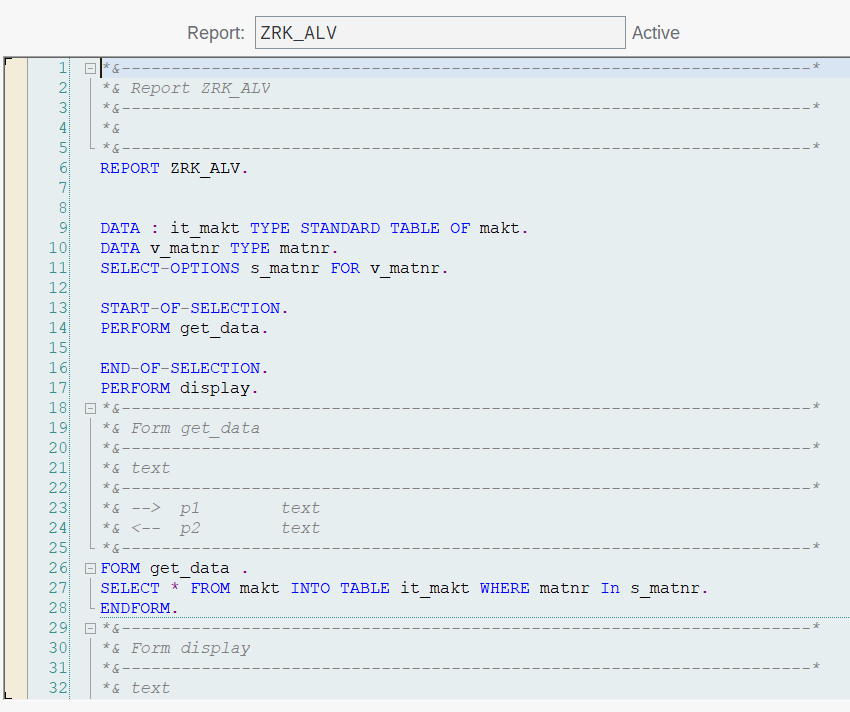 Report: ZRK_ALV Active
1 *&---------------------------------------------------------------------*
2 *& Report ZRK_ALV
3 *&---------------------------------------------------------------------*
4 *&
5 *&---------------------------------------------------------------------*
6 REPORT ZRK_ALV.
7
8
9 DATA : it_makt TYPE STANDARD TABLE OF makt.
10 DATA v_matnr TYPE matnr.
11 SELECT-OPTIONS s_matnr FOR v_matnr.
12
13 START-OF-SELECTION.
14 PERFORM get_data.
15
16 END-OF-SELECTION.
17 PERFORM display.
18 *&---------------------------------------------------------------------*
19 *& Form get_data
20 *&---------------------------------------------------------------------*
21 *& text
22 *&---------------------------------------------------------------------*
23 *& --> p1 text
24 *& <-- p2 text
25 *&---------------------------------------------------------------------*
26 FORM get_data .
27 SELECT * FROM makt INTO TABLE it_makt WHERE matnr In s_matnr.
28 ENDFORM.
29 *&---------------------------------------------------------------------*
30 *& Form display
31 *&---------------------------------------------------------------------*
32 *& text